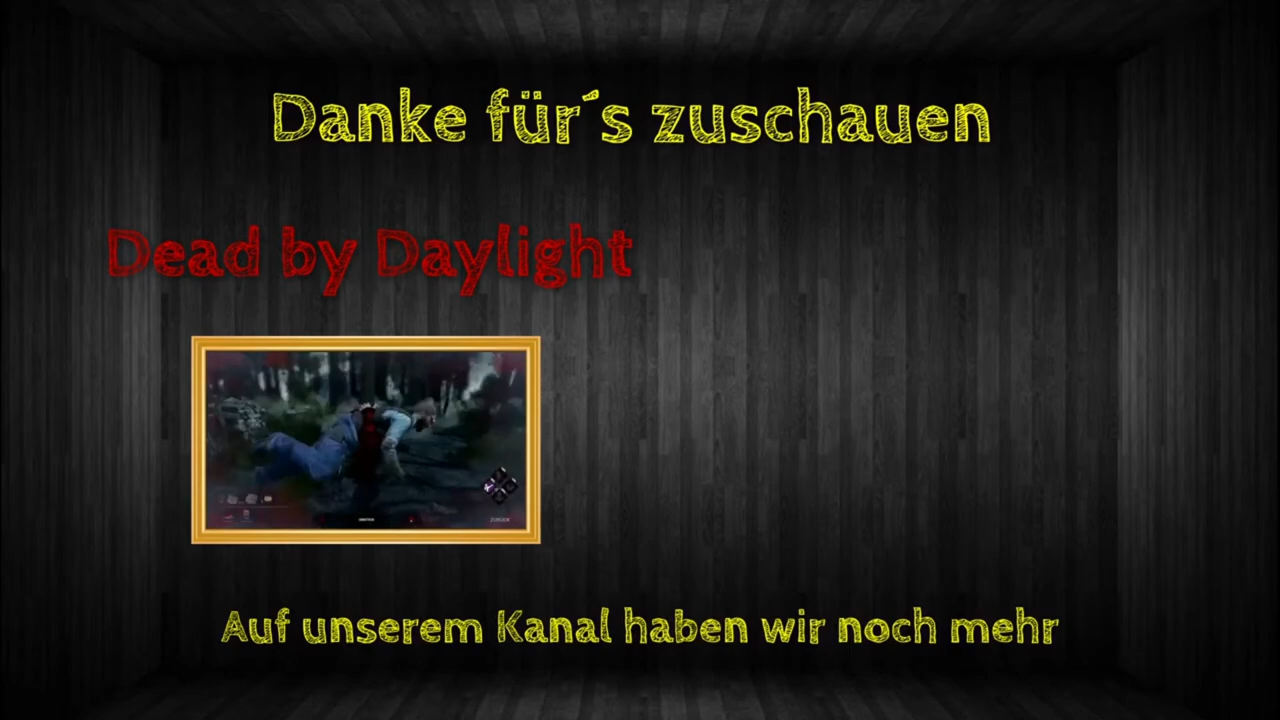 Danke für´s zuschauen
Dead by Daylight
Auf unserem Kanal haben wir noch mehr